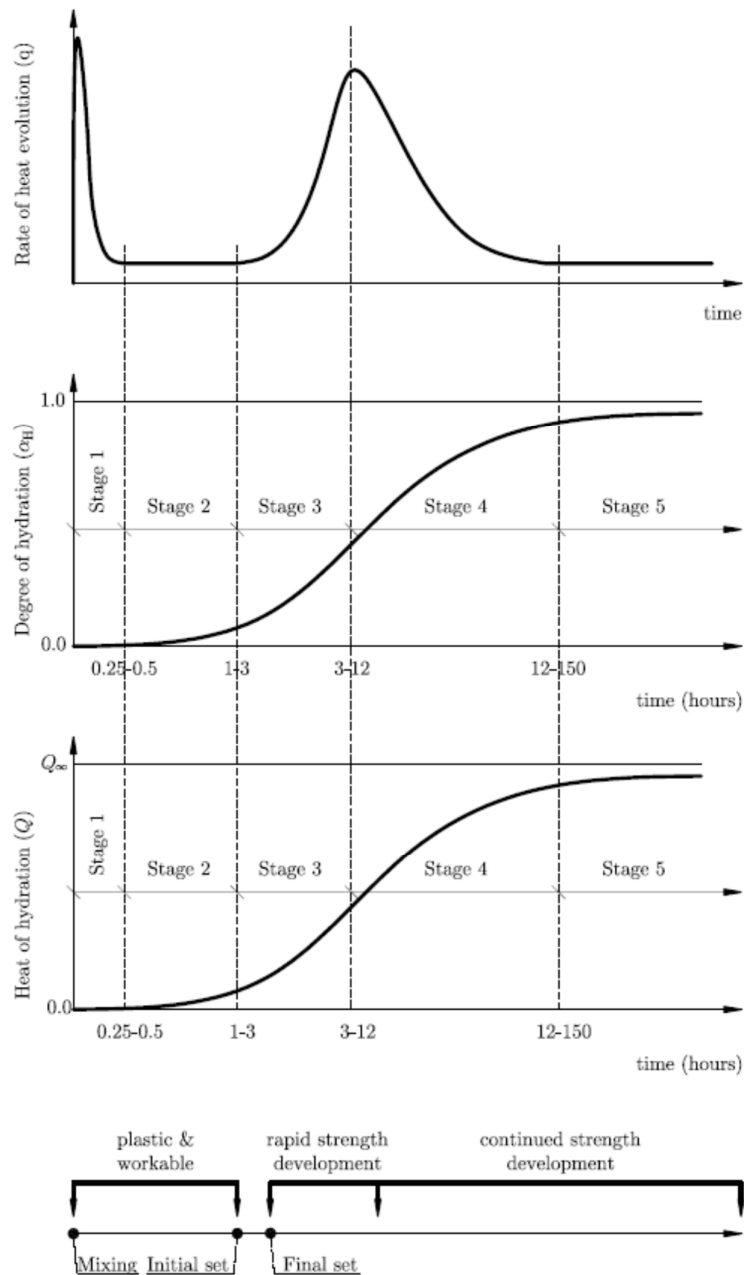 Rate of heat evolution (q)
time
Degree of hydration (αH)
1.0
Stage 1
Stage 2
Stage 3
Stage 4
Stage 5
0.0
0.25-0.5
1-3
3-12
12-150
time (hours)
Heat of hydration (Q)
Q∞
Stage 1
Stage 2
Stage 3
Stage 4
Stage 5
0.0
0.25-0.5
1-3
3-12
12-150
time (hours)
plastic &
workable
rapid strength
development
continued strength
development
Mixing
Initial set
Final set